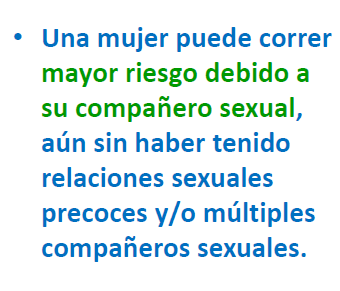 • Una mujer puede correr
mayor riesgo debido a
su compañero sexual,
aún sin haber tenido
relaciones sexuales
precoces y/o múltiples
compañeros sexuales.